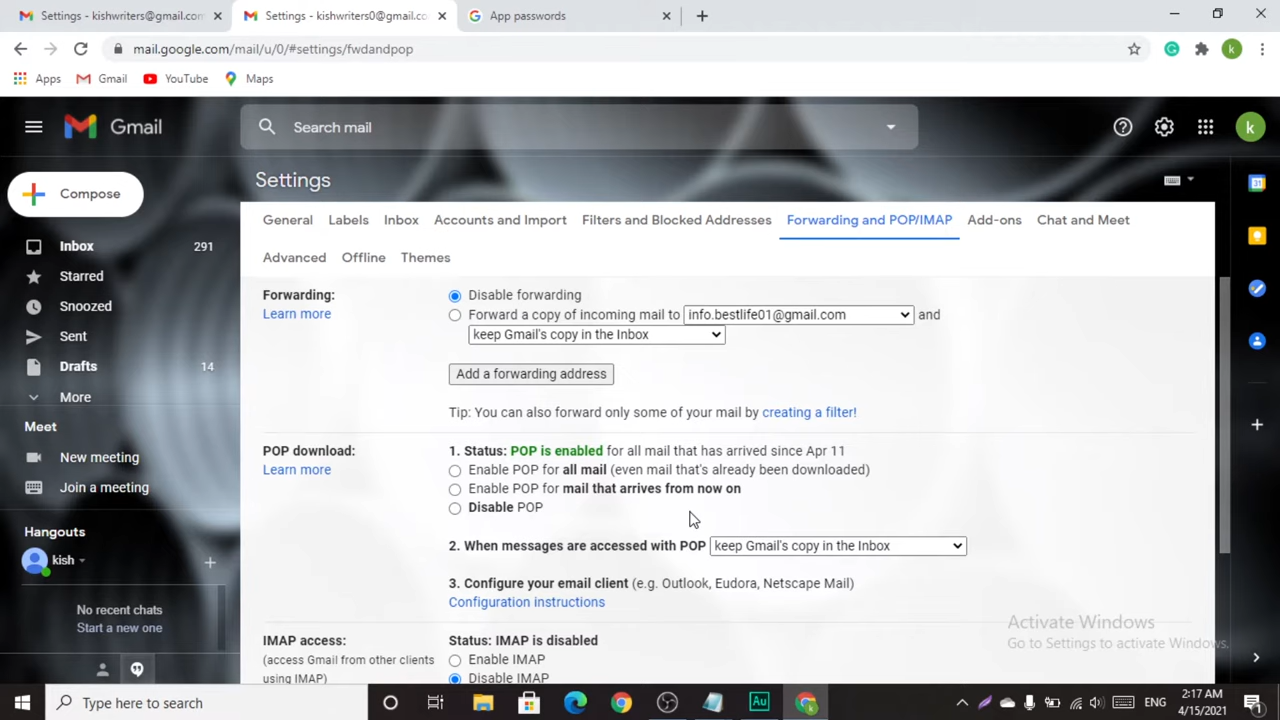 Settings - kishwriters@gmail.com
Settings - kishwriters0@gmail.co
App passwords
mail.google.com/mail/u/0/#settings/fwdandpop
k
Apps
Gmail
YouTube
Maps
Gmail
Search mail
k
Compose
Settings
General
Labels
Inbox
Accounts and Import
Filters and Blocked Addresses
Forwarding and POP/IMAP
Add-ons
Chat and Meet
Advanced
Offline
Themes
Inbox 291
Starred
Snoozed
Sent
Drafts 14
More
Meet
New meeting
Join a meeting
Hangouts
kish
No recent chats
Start a new one
Forwarding:
Learn more
Disable forwarding
Forward a copy of incoming mail to info.bestlife01@gmail.com and
keep Gmail's copy in the Inbox
Add a forwarding address
Tip: You can also forward only some of your mail by creating a filter!
POP download:
Learn more
1. Status: POP is enabled for all mail that has arrived since Apr 11
Enable POP for all mail (even mail that's already been downloaded)
Enable POP for mail that arrives from now on
Disable POP
2. When messages are accessed with POP keep Gmail's copy in the Inbox
3. Configure your email client (e.g. Outlook, Eudora, Netscape Mail)
Configuration instructions
IMAP access:
(access Gmail from other clients
using IMAP)
Status: IMAP is disabled
Enable IMAP
Disable IMAP
31
Activate Windows
Go to Settings to activate Windows.
Type here to search
Au
ENG
2:17 AM
4/15/2021
1